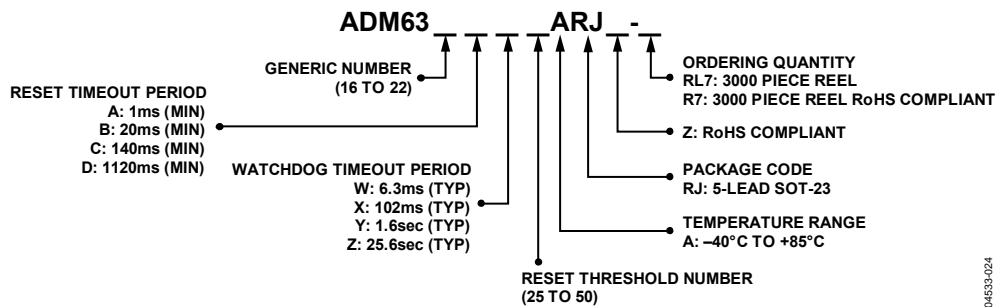 ADM63_ _ _ _ARJ_-_
GENERIC NUMBER
(16 TO 22)
RESET TIMEOUT PERIOD
A: 1ms (MIN)
B: 20ms (MIN)
C: 140ms (MIN)
D: 1120ms (MIN)
WATCHDOG TIMEOUT PERIOD
W: 6.3ms (TYP)
X: 102ms (TYP)
Y: 1.6sec (TYP)
Z: 25.6sec (TYP)
RESET THRESHOLD NUMBER
(25 TO 50)
ORDERING QUANTITY
RL7: 3000 PIECE REEL
R7: 3000 PIECE REEL RoHS COMPLIANT
Z: RoHS COMPLIANT
PACKAGE CODE
RJ: 5-LEAD SOT-23
TEMPERATURE RANGE
A: –40°C TO +85°C
04533-024